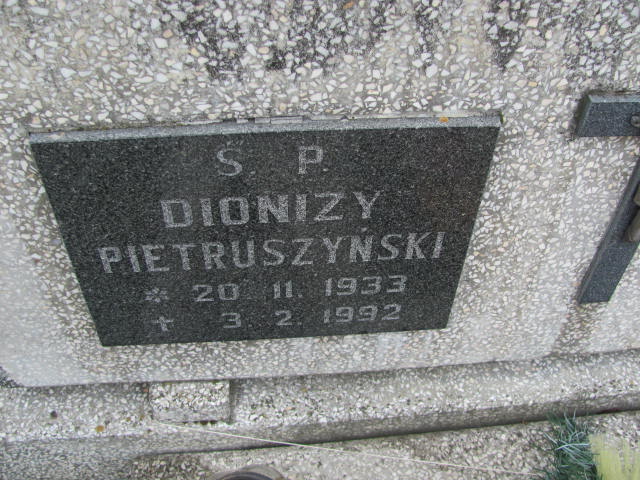 Ś. P.
DIONIZY
PIETRUSZYŃSKI
* 20 11. 1933
+ 3. 2. 1992